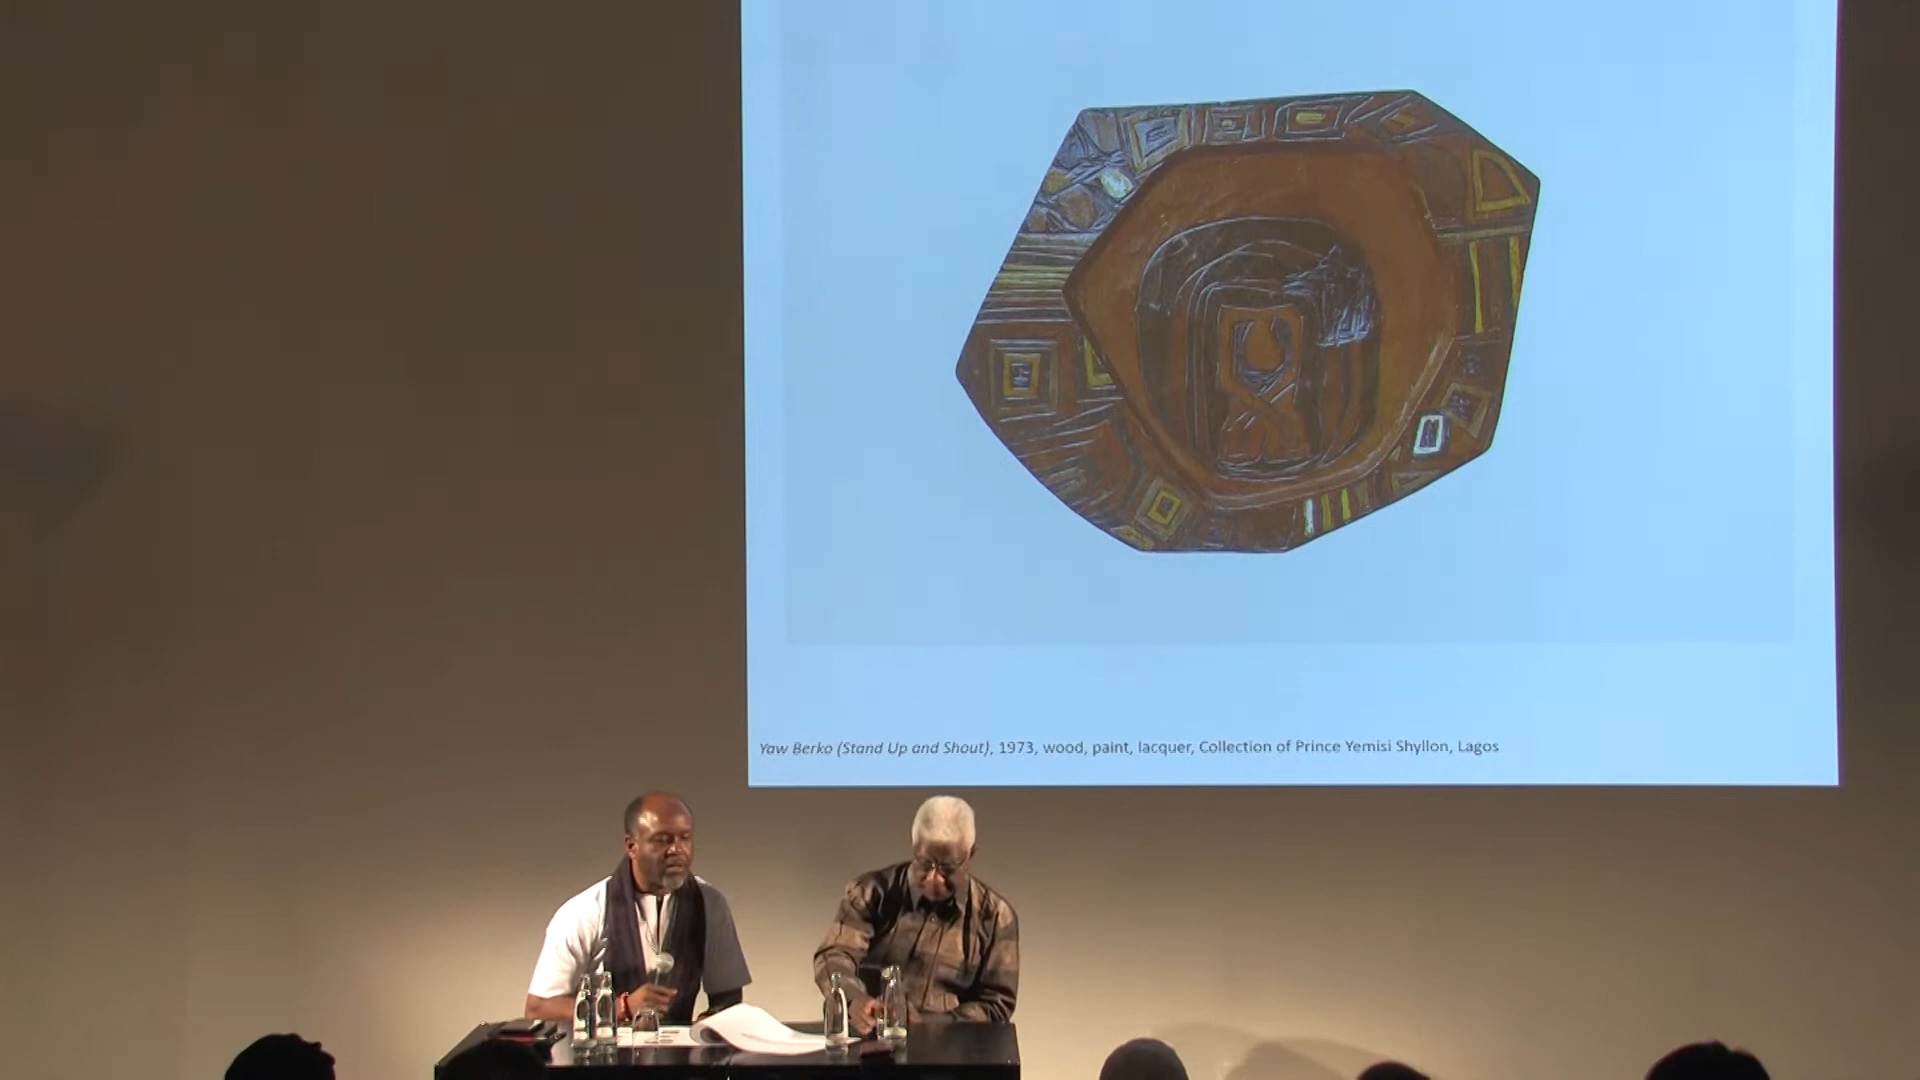 Yaw Berko (Stand Up and Shout), 1973, wood, paint, lacquer, Collection of Prince Yemisi Shyllon, Lagos